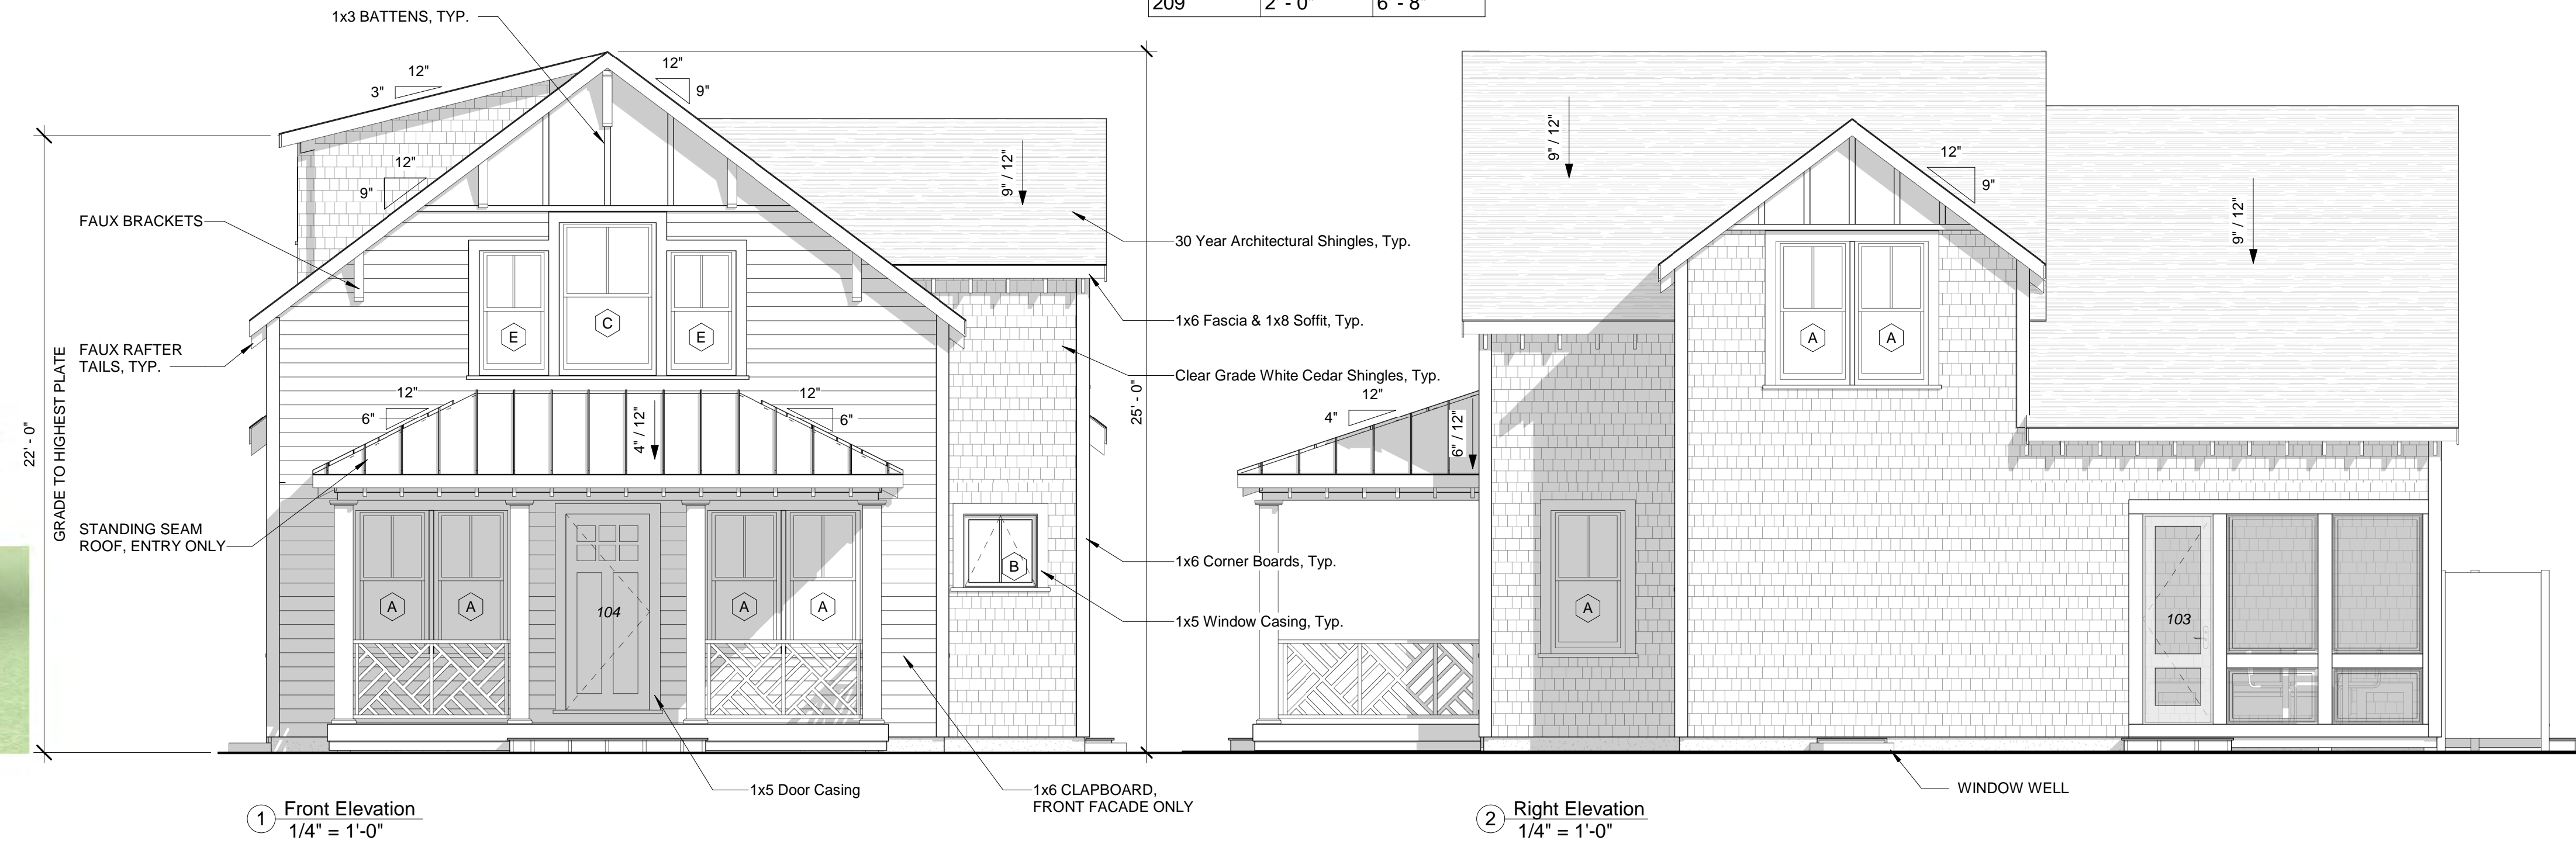 209 2' - 0" 6' - 8"
1x3 BATTENS, TYP.
12"
3"
12"
9"
12"
9"
9" / 12"
FAUX BRACKETS
FAUX RAFTER
TAILS, TYP.
22' - 0"
GRADE TO HIGHEST PLATE
E
C
E
12"
6"
12"
6"
4" / 12"
STANDING SEAM
ROOF, ENTRY ONLY
A
A
104
A
A
B
30 Year Architectural Shingles, Typ.
1x6 Fascia & 1x8 Soffit, Typ.
Clear Grade White Cedar Shingles, Typ.
25' - 0"
1x6 Corner Boards, Typ.
1x5 Window Casing, Typ.
1x5 Door Casing
1x6 CLAPBOARD,
FRONT FACADE ONLY
1
Front Elevation
1/4" = 1'-0"
9" / 12"
12"
9"
9" / 12"
A
A
12"
4"
6" / 12"
A
103
WINDOW WELL
2
Right Elevation
1/4" = 1'-0"